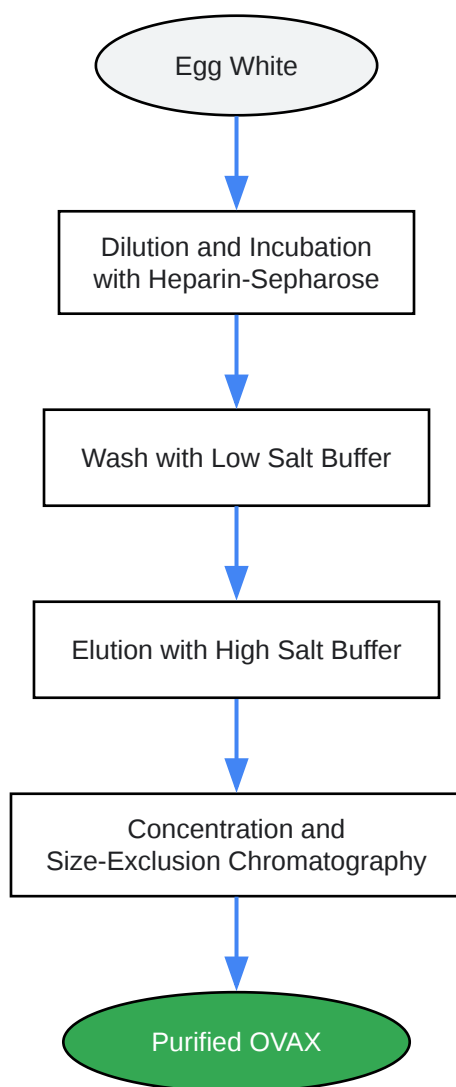 Egg White
Dilution and Incubation
with Heparin-Sepharose
Wash with Low Salt Buffer
Elution with High Salt Buffer
Concentration and
Size-Exclusion Chromatography
Purified OVAX